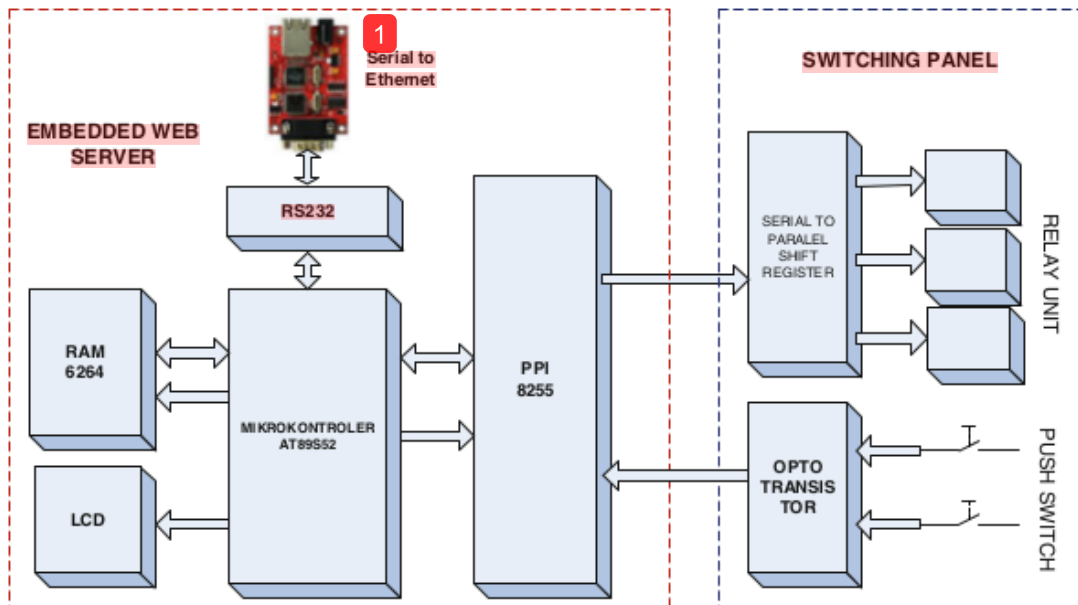 1
Serial to
Ethernet
SWITCHING PANEL
EMBEDDED WEB
SERVER
RS232
SERIAL TO
PARALEL
SHIFT
REGISTER
RELAY UNIT
RAM
6264
PPI
8255
MIKROKONTROLER
AT89S52
LCD
OPTO
TRANSIS
TOR
PUSH SWITCH